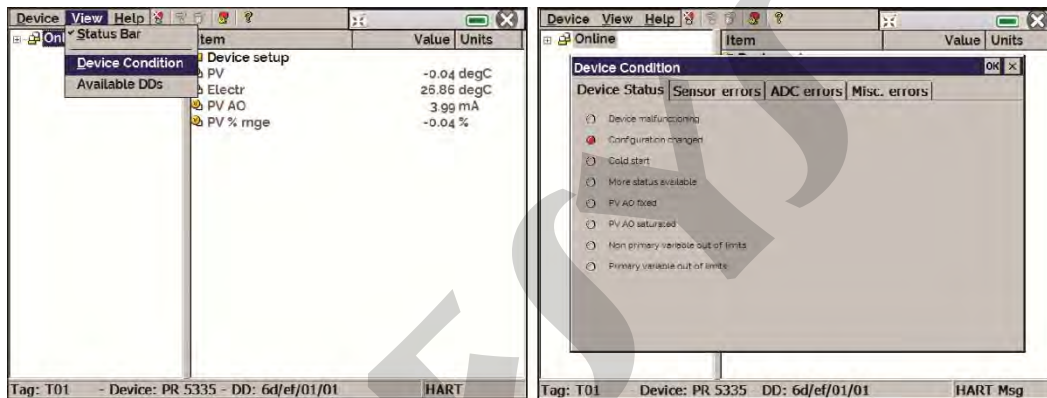 Device View Help
Status Bar
Device Condition
Available DDs
Onl
Item Value Units
Device setup
PV -0.04 degC
Electr 26.86 degC
PV AO 3.99 mA
PV % rnge -0.04 %
Tag: T01 - Device: PR 5335 - DD: 6d/ef/01/01 HART
Device View Help
Online
Item Value Units
Device Condition OK
Device Status Sensor errors ADC errors Misc. errors
Device malfunctioning
Configuration changed
Cold start
More status available
PV AO fixed
PV AO saturated
Non primary variable out of limits
Primary variable out of limits
Tag: T01 Device: PR 5335 DD: 6d/ef/01/01 HART Msg